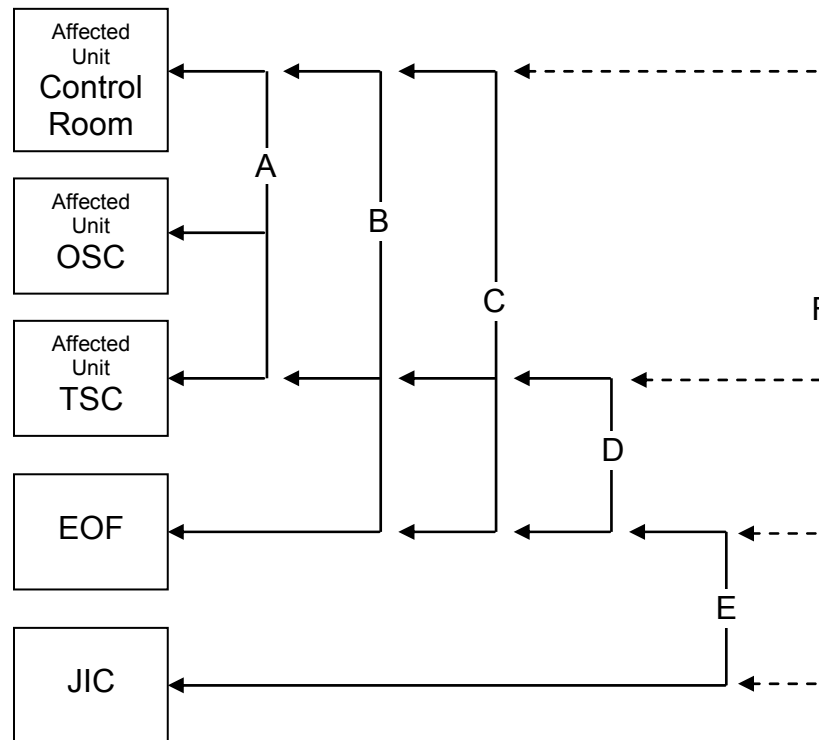 Affected
Unit
Control
Room
A
Affected
Unit
OSC
B
C
F
Affected
Unit
TSC
D
EOF
E
JIC